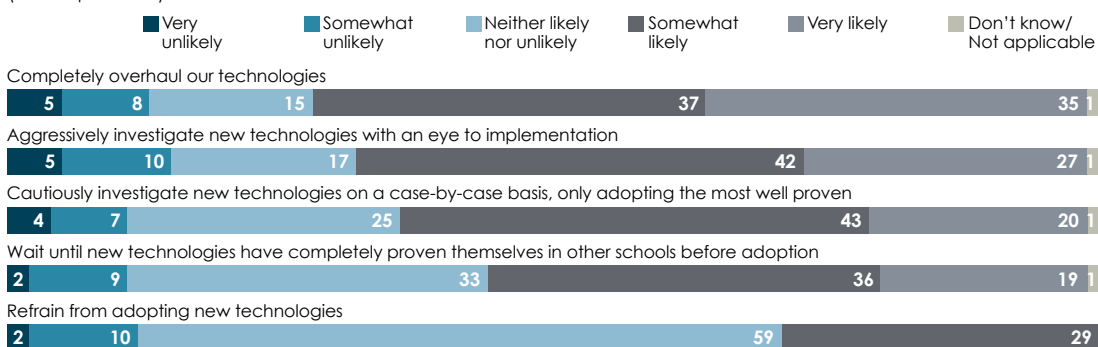 Very unlikely
Somewhat unlikely
Neither likely nor unlikely
Somewhat likely
Very likely
Don't know/ Not applicable
Completely overhaul our technologies
5 8 15 37 35 1
Aggressively investigate new technologies with an eye to implementation
5 10 17 42 27 1
Cautiously investigate new technologies on a case-by-case basis, only adopting the most well proven
4 7 25 43 20 1
Wait until new technologies have completely proven themselves in other schools before adoption
2 9 33 36 19 1
Refrain from adopting new technologies
2 10 59 29